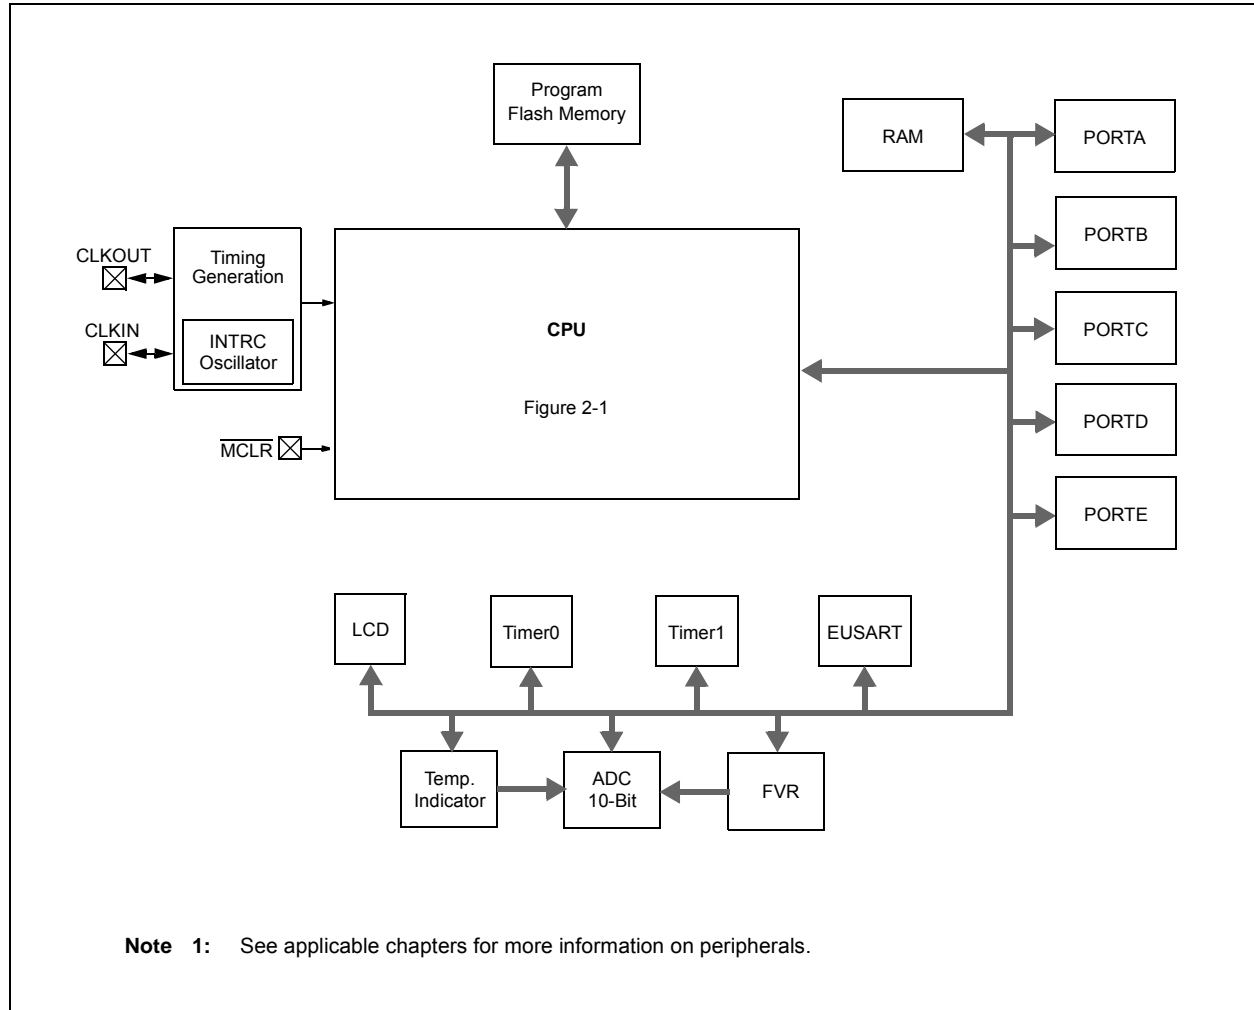 Program
Flash Memory
RAM
PORTA
CLKOUT
Timing
Generation
PORTB
CLKIN
INTRC
Oscillator
CPU
PORTC
Figure 2-1
MCLR
PORTD
PORTE
LCD
Timer0
Timer1
EUSART
Temp.
Indicator
ADC
10-Bit
FVR
Note 1: See applicable chapters for more information on peripherals.